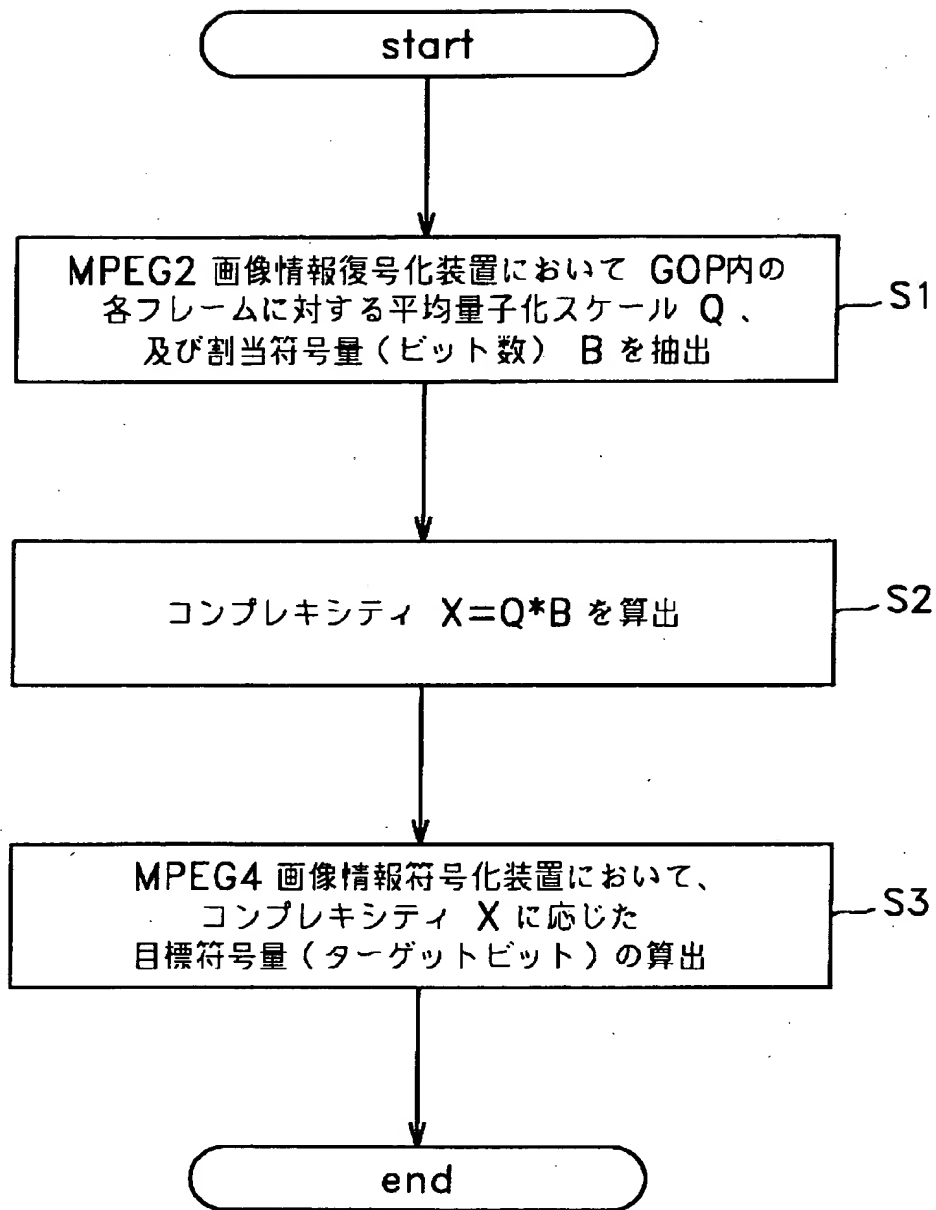 start
MPEG2 画像情報復号化装置において GOP内の
各フレームに対する平均量子化スケール Q 、
及び割当符号量(ビット数) B を抽出
S1
コンプレキシティ X=Q*B を算出
S2
MPEG4 画像情報符号化装置において、
コンプレキシティ X に応じた
目標符号量(ターゲットビット)の算出
S3
end